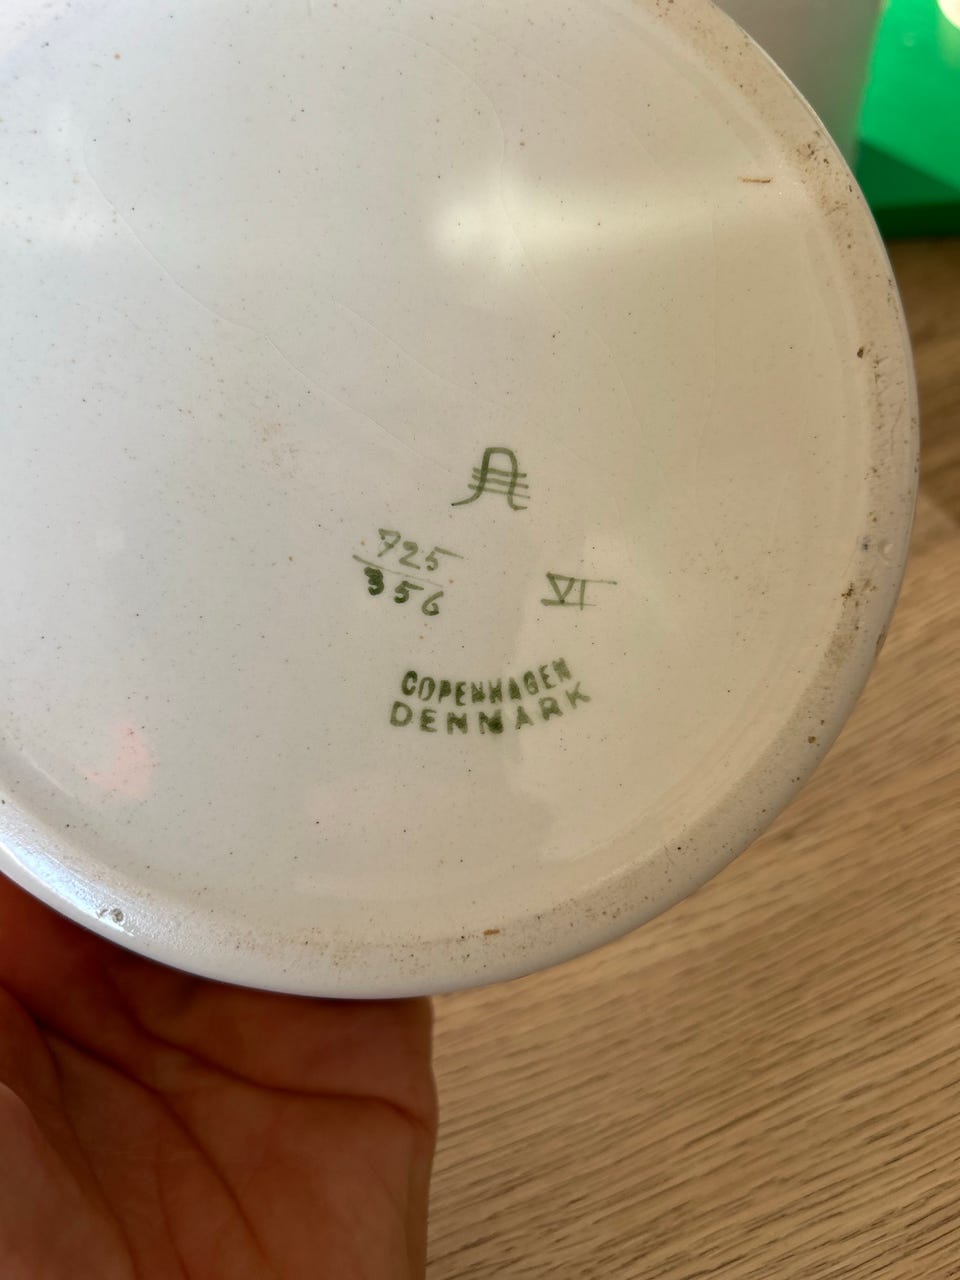 A
725
356
VI
COPENHAGEN
DENMARK